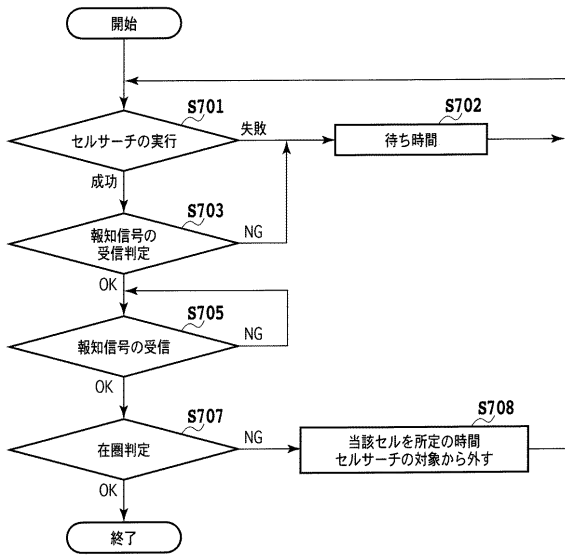 開始
S701
セルサーチの実行
失敗
S702
待ち時間
成功
S703
報知信号の
受信判定
NG
OK
S705
報知信号の受信
NG
OK
S707
在圏判定
NG
S708
当該セルを所定の時間
セルサーチの対象から外す
OK
終了